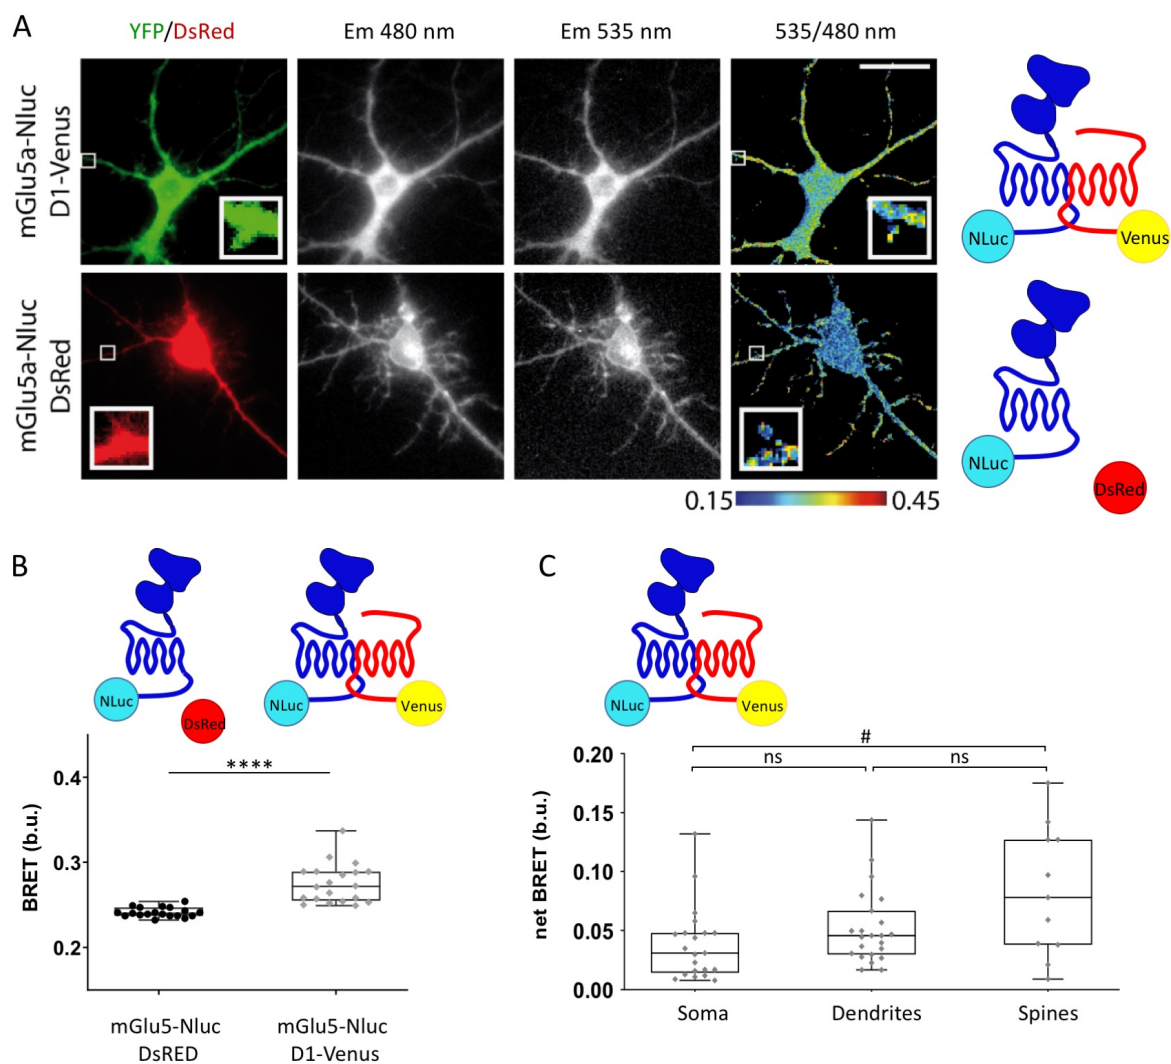 A
YFP/DsRed
Em 480 nm
Em 535 nm
535/480 nm
mGlu5a-Nluc
D1-Venus
NLuc
Venus
mGlu5a-Nluc
DsRed
NLuc
DsRed
0.15
0.45
B
C
NLuc
DsRed
NLuc
Venus
NLuc
Venus
****
BRET (b.u.)
0.4
0.3
0.2
mGlu5-Nluc
DsRED
mGlu5-Nluc
D1-Venus
#
ns
ns
net BRET (b.u.)
0.20
0.15
0.10
0.05
0.00
Soma
Dendrites
Spines